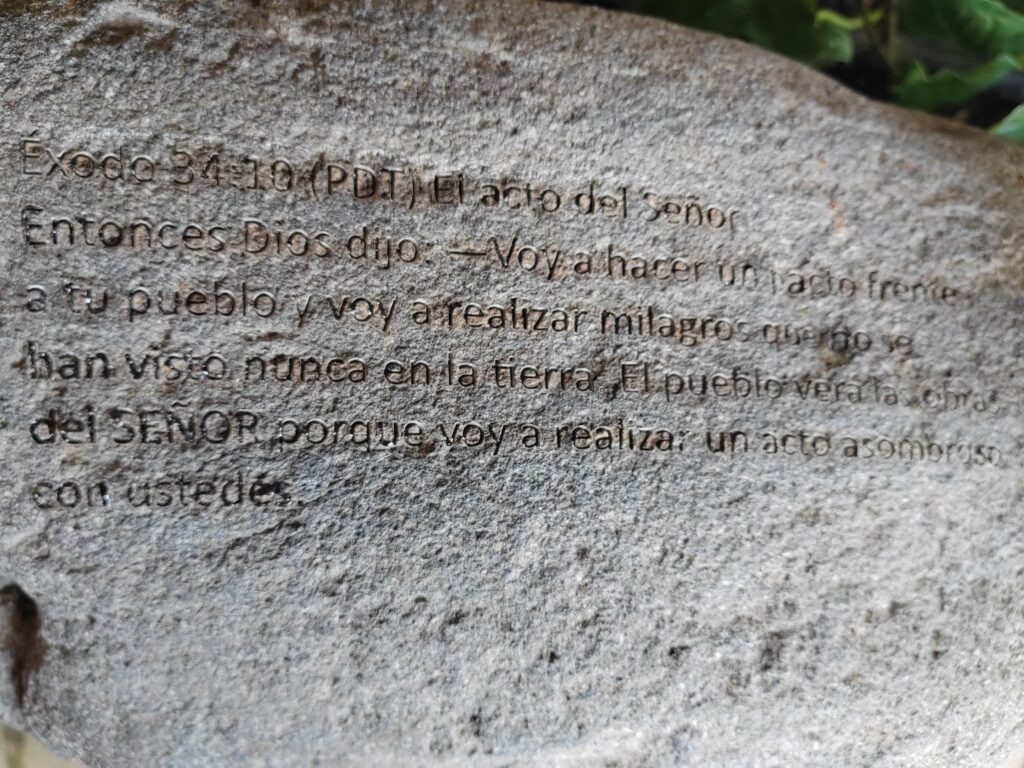 Éxodo 34:10 (PDT) El acto del Señor
Entonces Dios dijo: —Voy a hacer un pacto frente
a tu pueblo y voy a realizar milagros que no se
han visto nunca en la tierra. El pueblo verá las obras
del SEÑOR porque voy a realizar un acto asombroso
con ustedes.